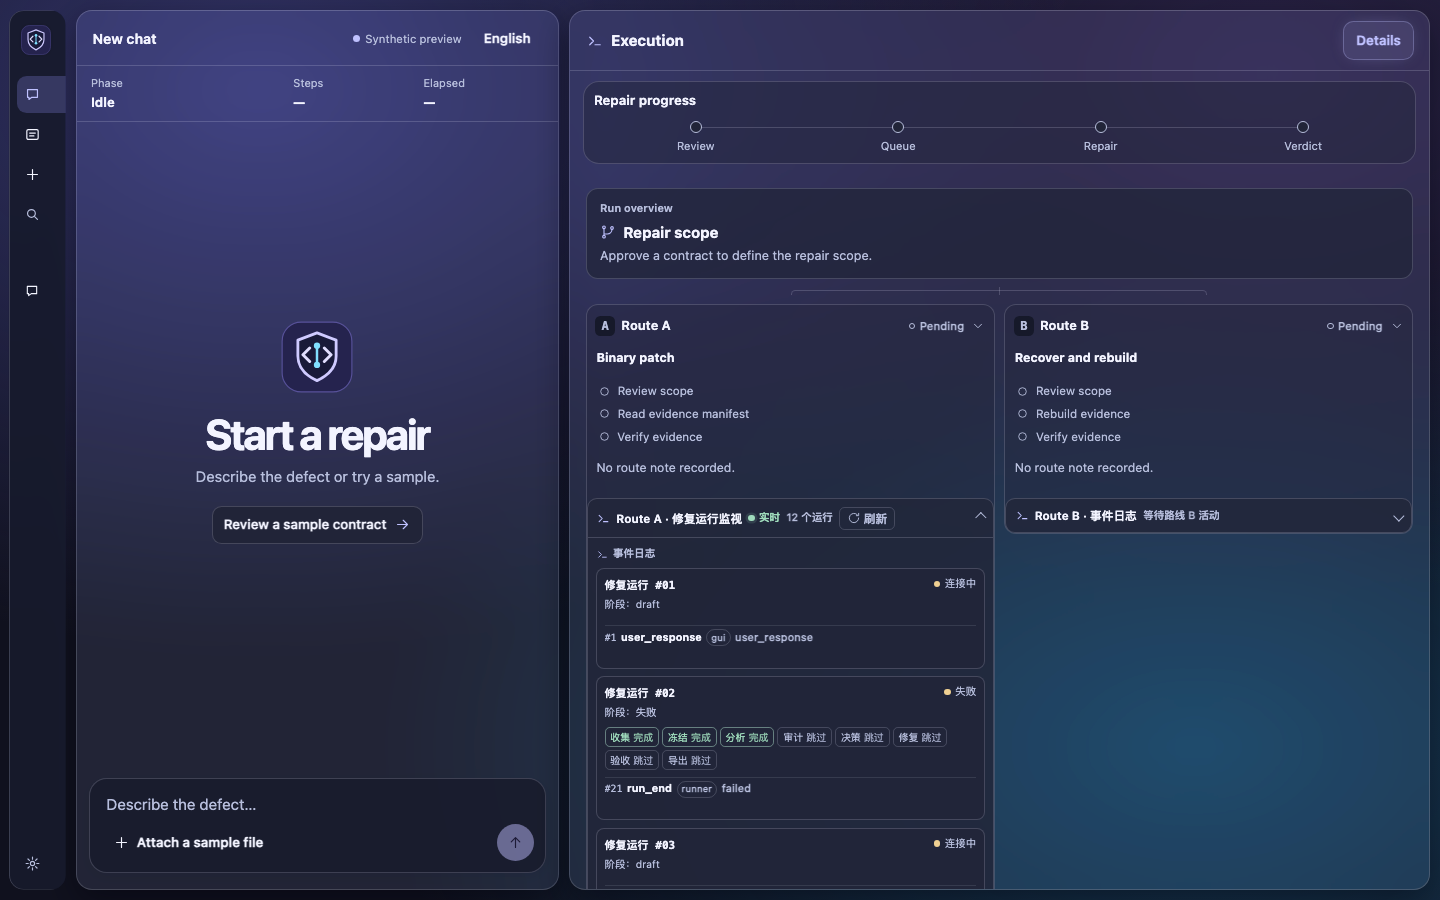 New chat
Synthetic preview
English
Phase
Steps
Elapsed
Idle
—
—
Start a repair
Describe the defect or try a sample.
Review a sample contract
Describe the defect...
Attach a sample file
Execution
Details
Repair progress
Review
Queue
Repair
Verdict
Run overview
Repair scope
Approve a contract to define the repair scope.
A Route A
Pending
Binary patch
Review scope
Read evidence manifest
Verify evidence
No route note recorded.
Route A · 修复运行监视 实时 12 个运行 刷新
事件日志
修复运行 #01
连接中
阶段: draft
#1 user_response gui user_response
修复运行 #02
失败
阶段: 失败
收集 完成 冻结 完成 分析 完成 审计 跳过 决策 跳过 修复 跳过
验收 跳过 导出 跳过
#21 run_end runner failed
修复运行 #03
连接中
阶段: draft
B Route B
Pending
Recover and rebuild
Review scope
Rebuild evidence
Verify evidence
No route note recorded.
Route B · 事件日志 等待路线 B 活动